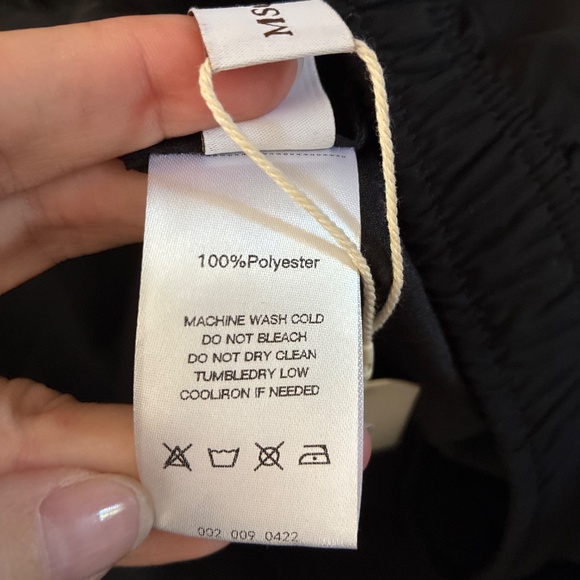 100%Polyester
MACHINE WASH COLD
DO NOT BLEACH
DO NOT DRY CLEAN
TUMBLEDRY LOW
COOLIRON IF NEEDED
002 009 0422